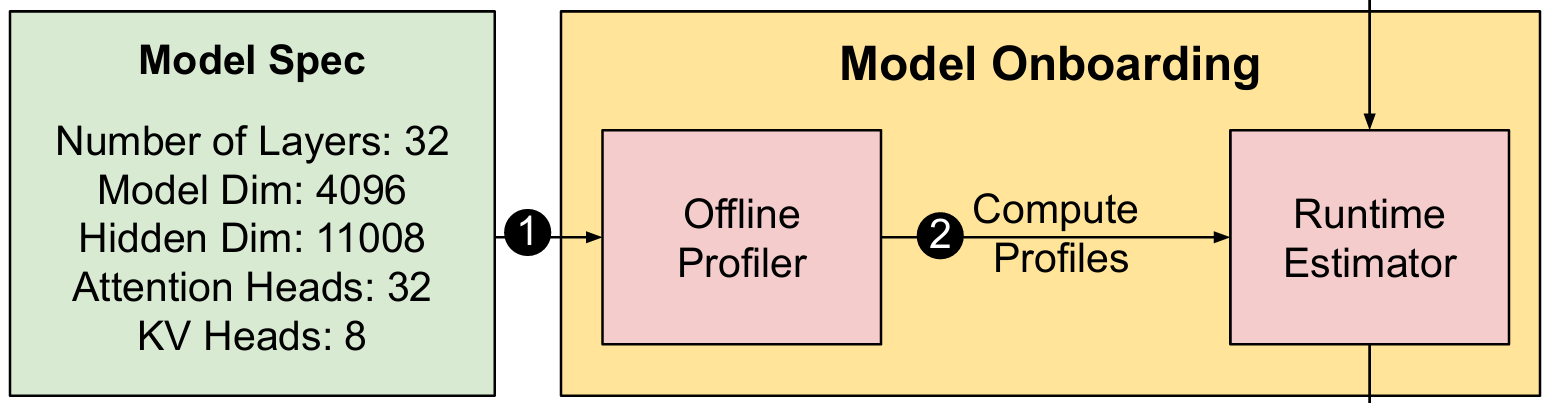 Model Spec
Number of Layers: 32
Model Dim: 4096
Hidden Dim: 11008
Attention Heads: 32
KV Heads: 8
1
Model Onboarding
Offline
Profiler
2
Compute
Profiles
Runtime
Estimator